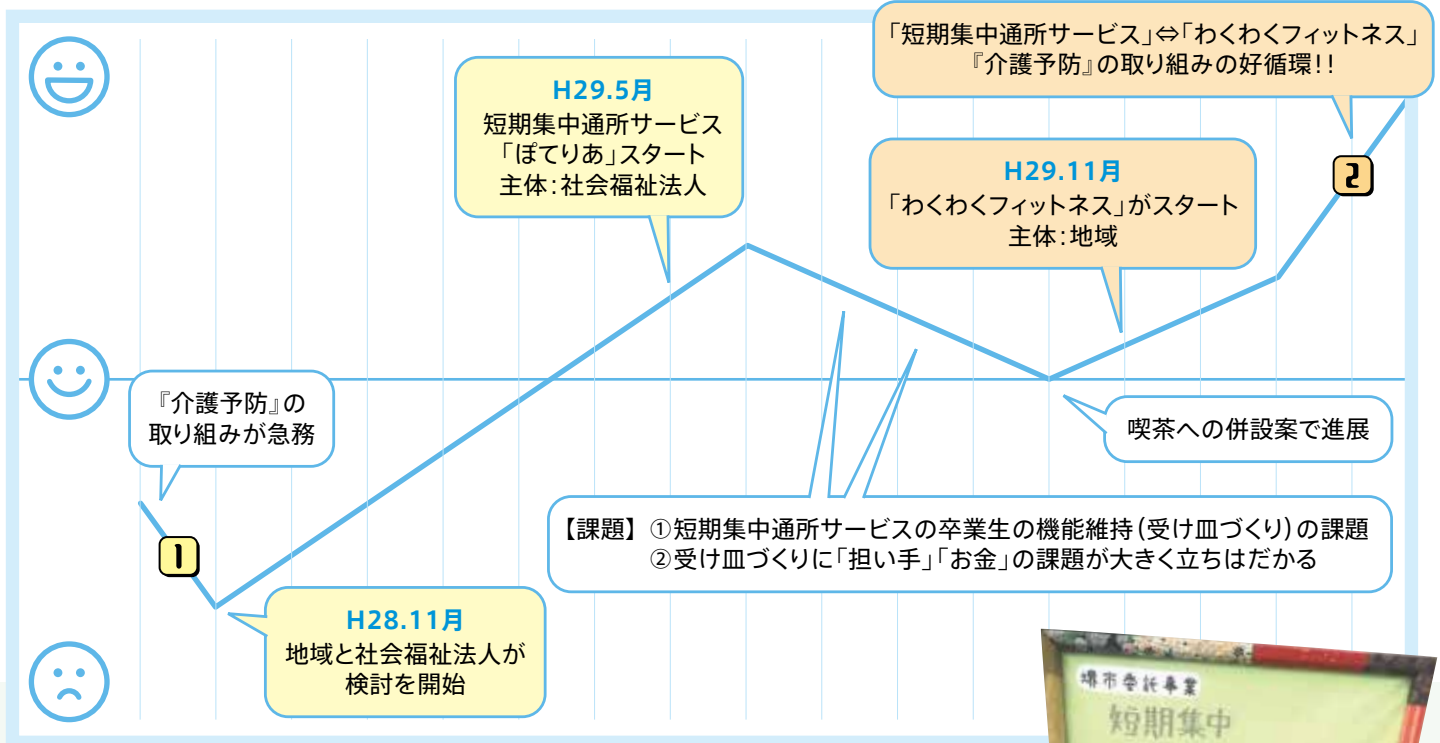 「短期集中通所サービス」⇔「わくわくフィットネス」
『介護予防』の取り組みの好循環!!
H29.5月
短期集中通所サービス
「ぽてりあ」スタート
主体:社会福祉法人
H29.11月
「わくわくフィットネス」がスタート
主体:地域
2
『介護予防』の
取り組みが急務
喫茶への併設案で進展
1
【課題】①短期集中通所サービスの卒業生の機能維持(受け皿づくり)の課題
②受け皿づくりに「担い手」「お金」の課題が大きく立ちはだかる
H28.11月
地域と社会福祉法人が
検討を開始
堺市委託事業
短期集中